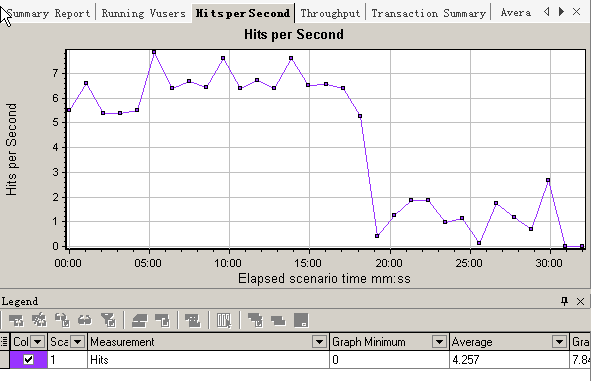 Summary Report Running Vusers Hits per Second Throughput Transaction Summary Avera
Hits per Second
Hits per Second
7
6
5
4
3
2
1
0
00:00 05:00 10:00 15:00 20:00 25:00 30:00
Elapsed scenario time mm:ss
Legend
Col Sca Measurement Graph Minimum Average Gra
1 Hits 0 4.257 7.84